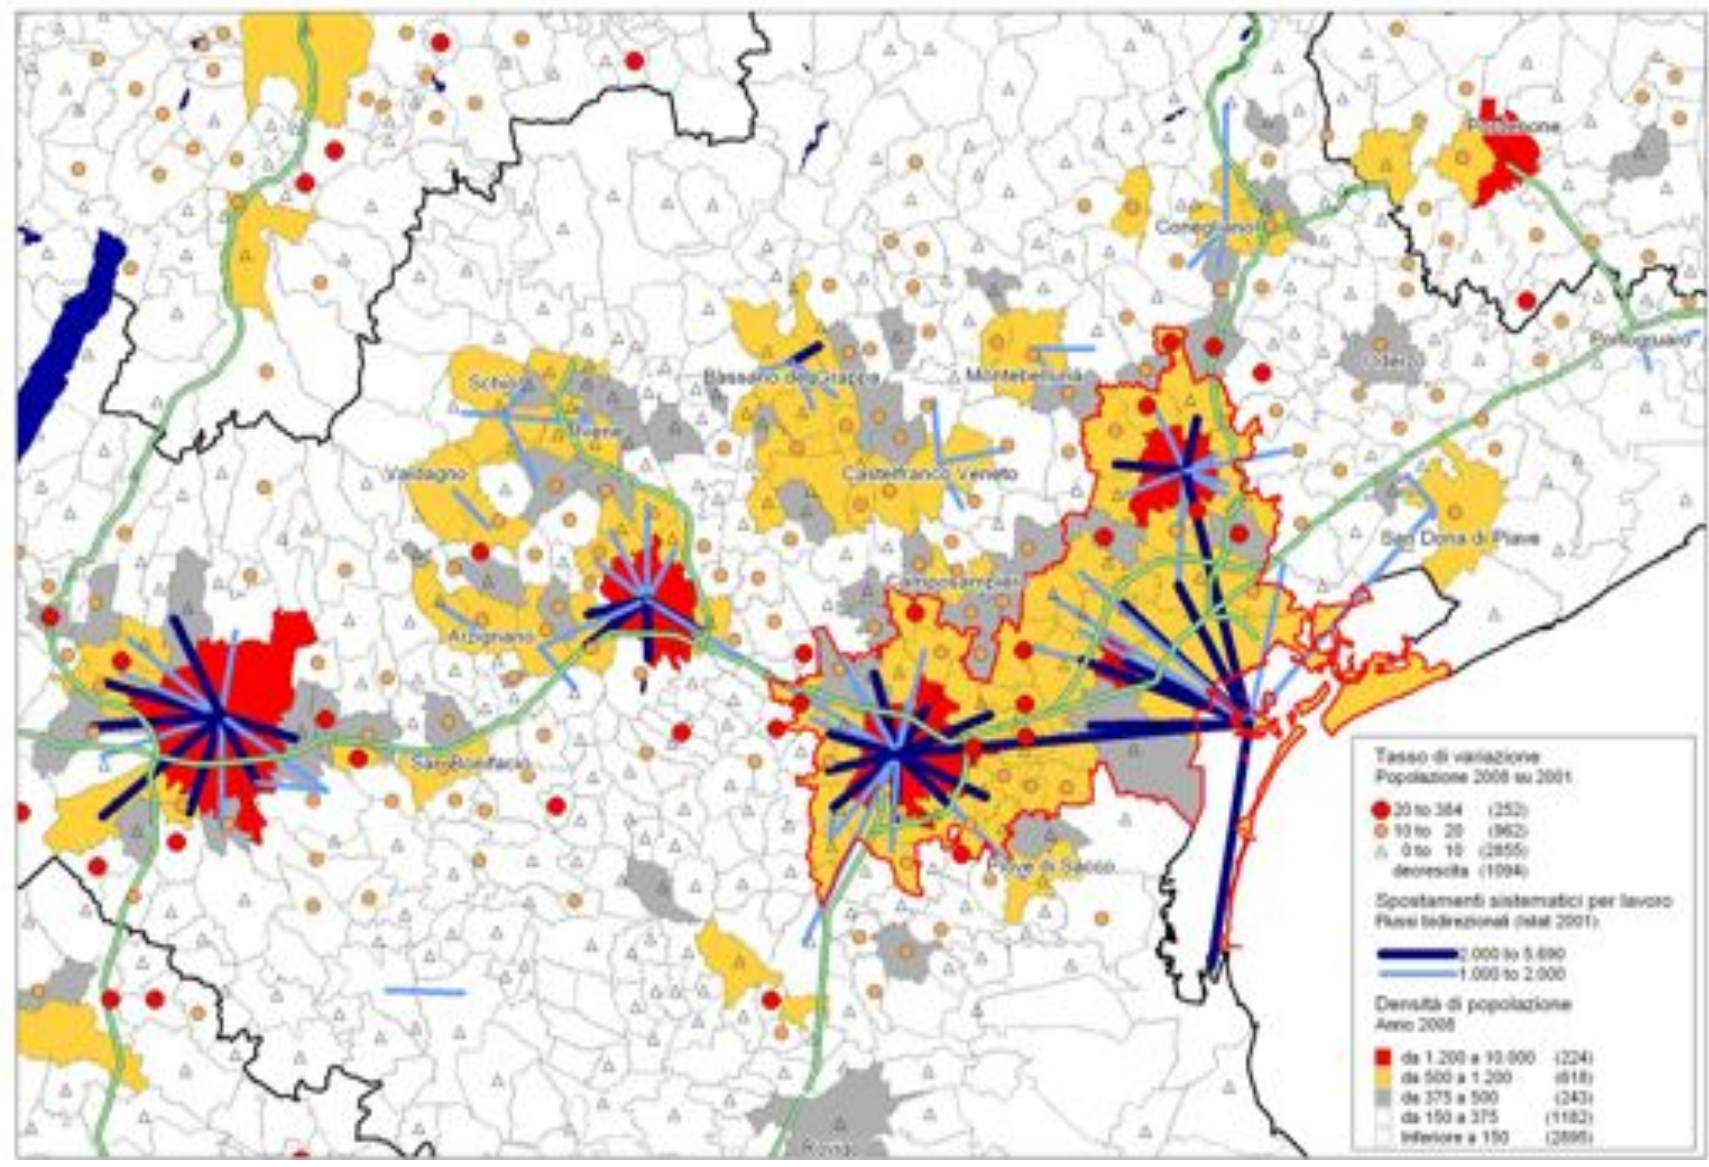 Pordenone
Conegliano
Portogruaro
Oderzo
Schio
Bassano del Grappa
Montebelluna
Thiene
Valdagno
Castelfranco Veneto
San Dona di Piave
Camposampiero
Arzignano
San Bonifacio
Piove di Sacco
Rovigo
Tasso di variazione
Popolazione 2008 su 2001
20 to 384 (252)
10 to 20 (962)
0 to 10 (2855)
decrescita (1094)
Spostamenti sistematici per lavoro
Flussi bidirezionali (Istat 2001)
2.000 to 5.690
1.000 to 2.000
Densità di popolazione
Anno 2008
da 1.200 a 10.000 (224)
da 500 a 1.200 (618)
da 375 a 500 (243)
da 150 a 375 (1182)
Inferiore a 150 (2895)